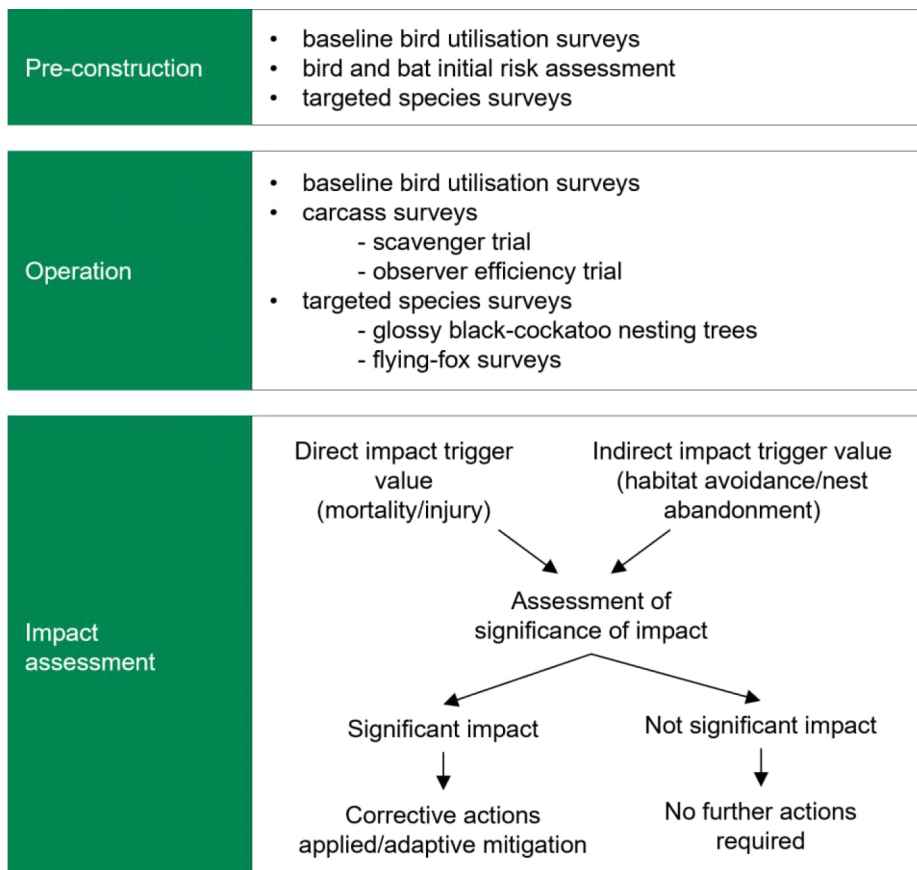 Pre-construction
• baseline bird utilisation surveys
• bird and bat initial risk assessment
• targeted species surveys
Operation
• baseline bird utilisation surveys
• carcass surveys
- scavenger trial
- observer efficiency trial
• targeted species surveys
- glossy black-cockatoo nesting trees
- flying-fox surveys
Impact
assessment
Direct impact trigger
value
(mortality/injury)
Indirect impact trigger value
(habitat avoidance/nest
abandonment)
Assessment of
significance of impact
Significant impact
Not significant impact
Corrective actions
applied/adaptive mitigation
No further actions
required